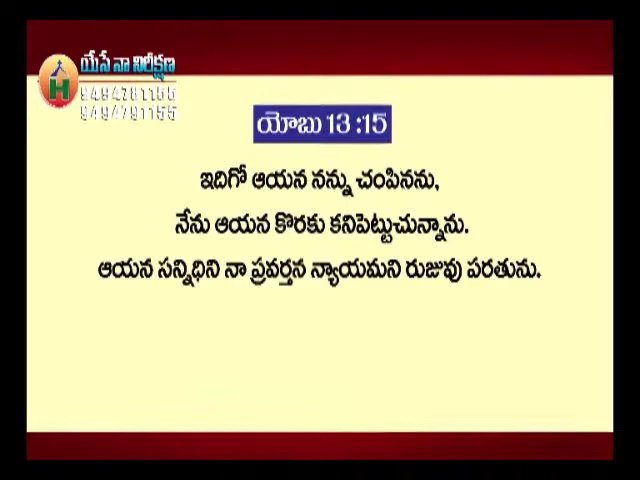 యేసే నా నిరీక్షణ
H
9494781155
9494791155
యోబు 13 :15
ఇదిగో ఆయన నన్ను చంపినను,
నేను ఆయన కొరకు కనిపెట్టుచున్నాను.
ఆయన సన్నిధిని నా ప్రవర్తన న్యాయమని రుజువు పరతును.